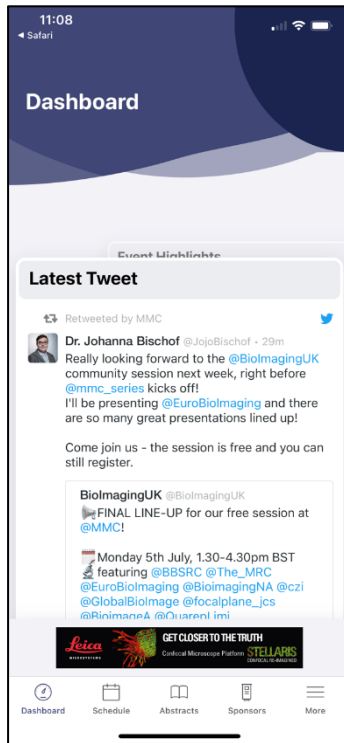 11:08
◀ Safari
Dashboard
Event Highlights
Latest Tweet
Retweeted by MMC
Dr. Johanna Bischof @JojoBischof • 29m
Really looking forward to the @BioImagingUK
community session next week, right before
@mmc_series kicks off!
I'll be presenting @EuroBioImaging and there
are so many great presentations lined up!
Come join us - the session is free and you can
still register.
BioImagingUK @BioImagingUK
📢FINAL LINE-UP for our free session at
@MMC!
🗓️Monday 5th July, 1.30-4.30pm BST
🔬featuring @BBSRC @The_MRC
@EuroBioImaging @BioimagingNA @czi
@GlobalBioImage @focalplane_jcs
@BioimageA @QuarepLimi
Leica
MICROSYSTEMS
GET CLOSER TO THE TRUTH
Confocal Microscope Platform STELLARIS
CONFOCAL RE-IMAGINED
Dashboard
Schedule
Abstracts
Sponsors
More